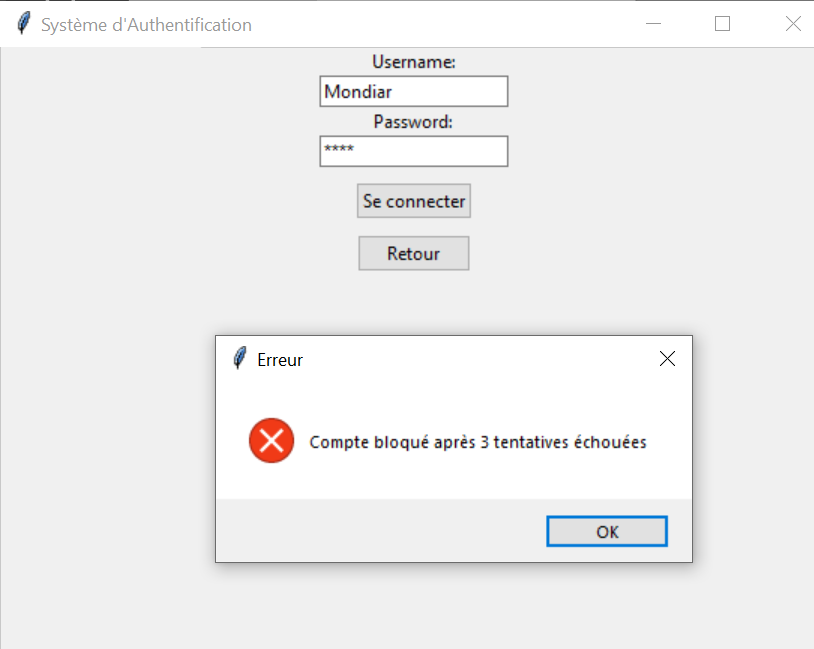 Système d'Authentification
Username:
Mondiar
Password:
****
Se connecter
Retour
Erreur
Compte bloqué après 3 tentatives échouées
OK